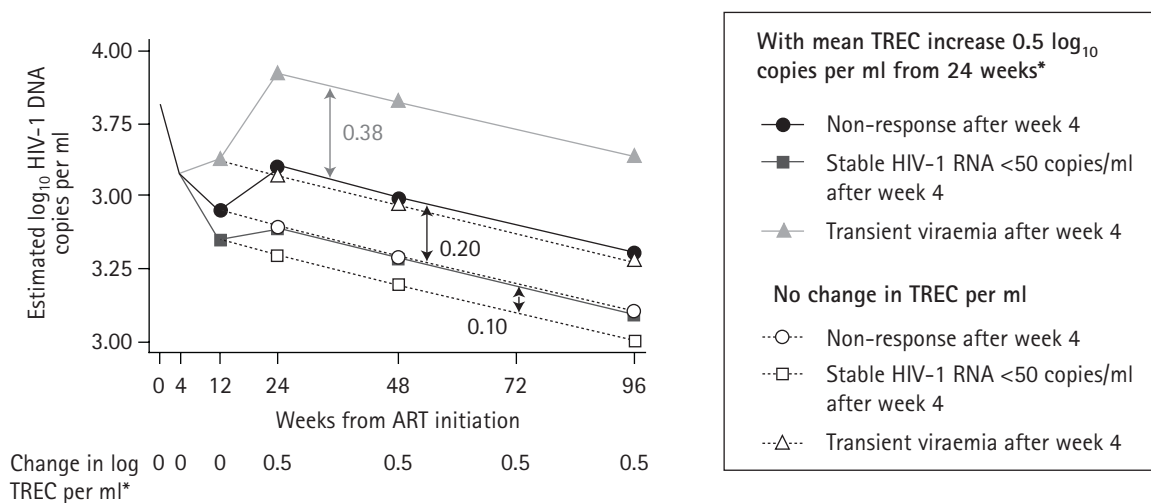 Estimated log10 HIV-1 DNA
copies per ml
4.00
3.75
3.00
3.25
3.00
0.38
0.20
0.10
0 4 12 24 48 72 96
Weeks from ART initiation
Change in log 0 0 0 0.5 0.5 0.5 0.5
TREC per ml*
With mean TREC increase 0.5 log10
copies per ml from 24 weeks*
Non-response after week 4
Stable HIV-1 RNA <50 copies/ml
after week 4
Transient viraemia after week 4
No change in TREC per ml
Non-response after week 4
Stable HIV-1 RNA <50 copies/ml
after week 4
Transient viraemia after week 4